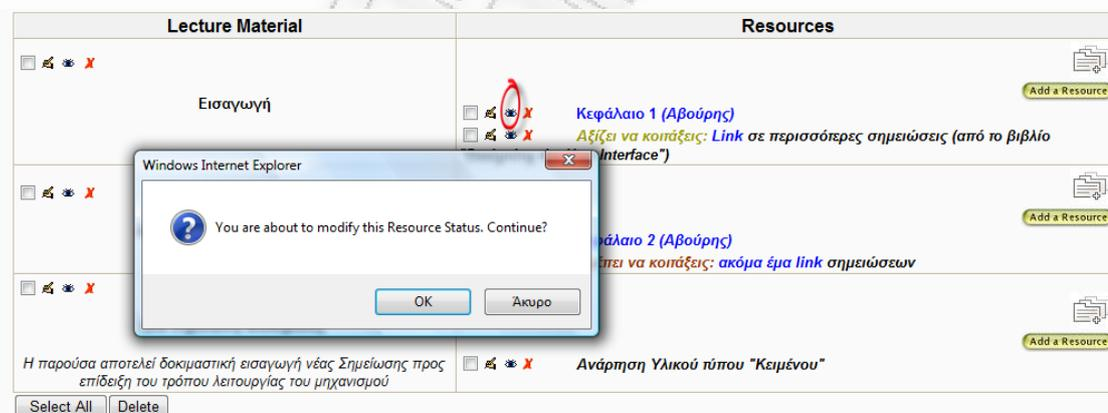 Lecture Material
Resources
Εισαγωγή
Add a Resource
Κεφάλαιο 1 (Αβούρης)
Αξίζει να κοιτάξεις: Link σε περισσότερες σημειώσεις (από το βιβλίο
Interface")
Windows Internet Explorer
You are about to modify this Resource Status. Continue?
OK
Άκυρο
Add a Resource
2 (Αβούρης)
να κοιτάξεις: ακόμα έμα link σημειώσεων
Add a Resource
Η παρούσα αποτελεί δοκιμαστική εισαγωγή νέας Σημείωσης προς
επίδειξη του τρόπου λειτουργίας του μηχανισμού
Ανάρτηση Υλικού τύπου "Κειμένου"
Select All
Delete